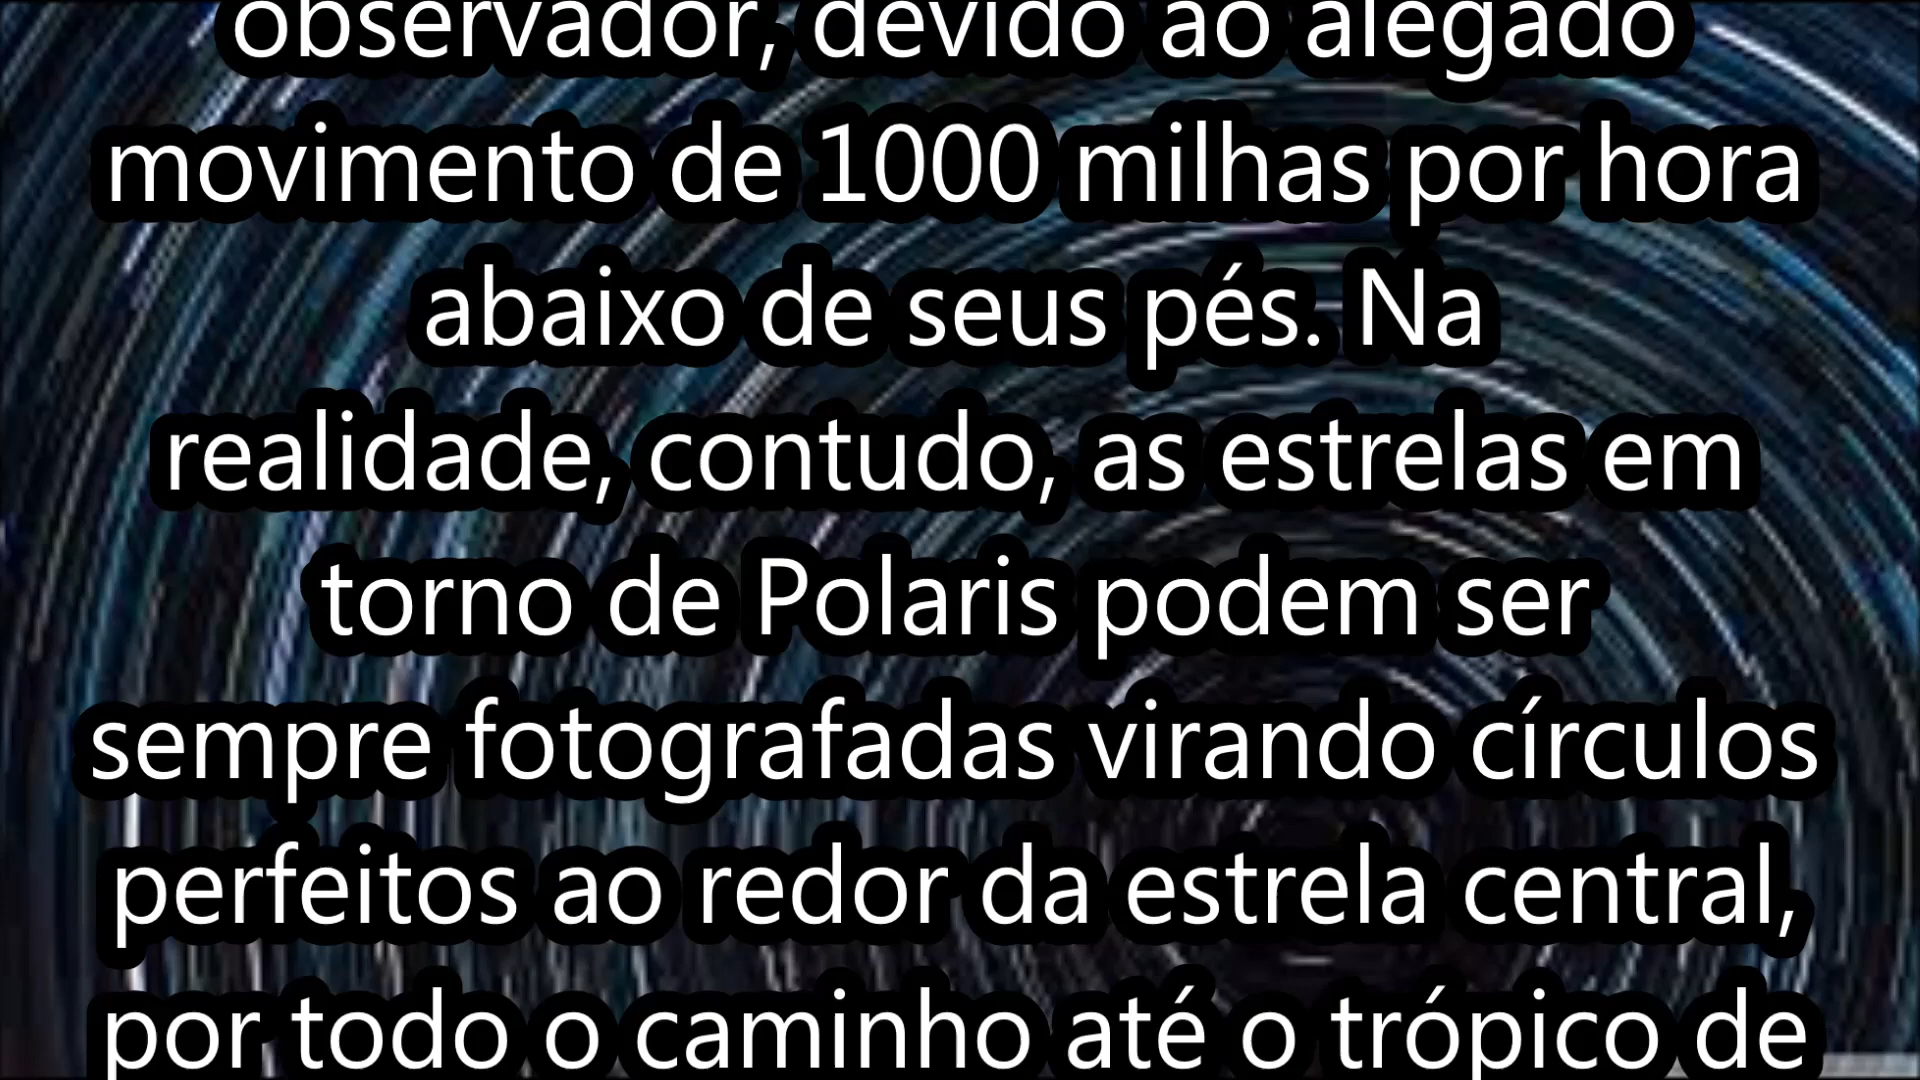 observador, devido ao alegado
movimento de 1000 milhas por hora
abaixo de seus pés. Na
realidade, contudo, as estrelas em
torno de Polaris podem ser
sempre fotografadas virando círculos
perfeitos ao redor da estrela central,
por todo o caminho até o trópico de